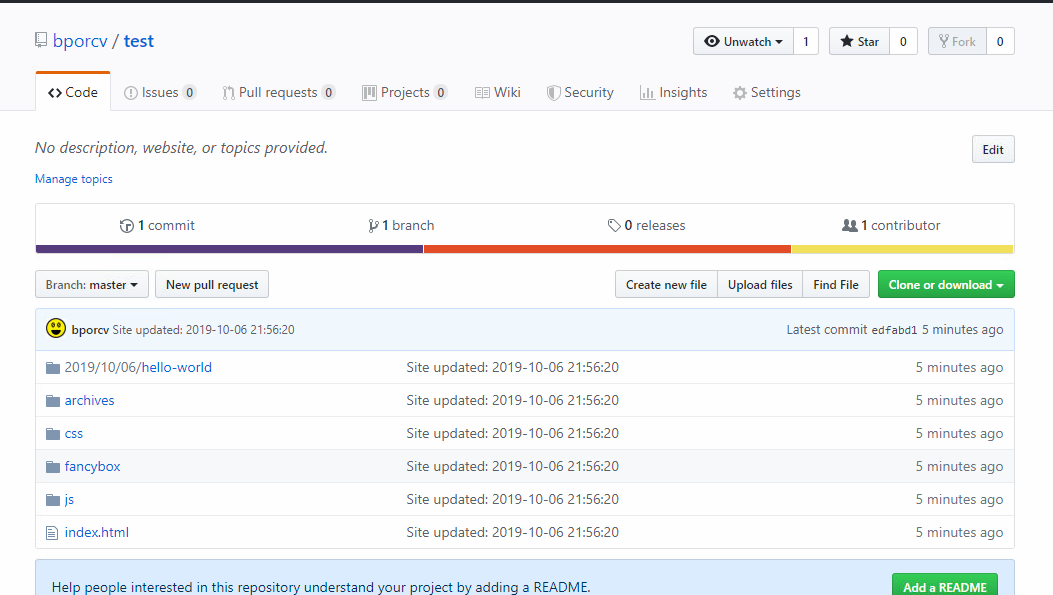 bporcv / test
Unwatch 1 Star 0 Fork 0
Code Issues 0 Pull requests 0 Projects 0 Wiki Security Insights Settings
No description, website, or topics provided. Edit
Manage topics
1 commit 1 branch 0 releases 1 contributor
Branch: master New pull request Create new file Upload files Find File Clone or download
bporcv Site updated: 2019-10-06 21:56:20 Latest commit edfabd1 5 minutes ago
2019/10/06/hello-world Site updated: 2019-10-06 21:56:20 5 minutes ago
archives Site updated: 2019-10-06 21:56:20 5 minutes ago
css Site updated: 2019-10-06 21:56:20 5 minutes ago
fancybox Site updated: 2019-10-06 21:56:20 5 minutes ago
js Site updated: 2019-10-06 21:56:20 5 minutes ago
index.html Site updated: 2019-10-06 21:56:20 5 minutes ago
Help people interested in this repository understand your project by adding a README. Add a README